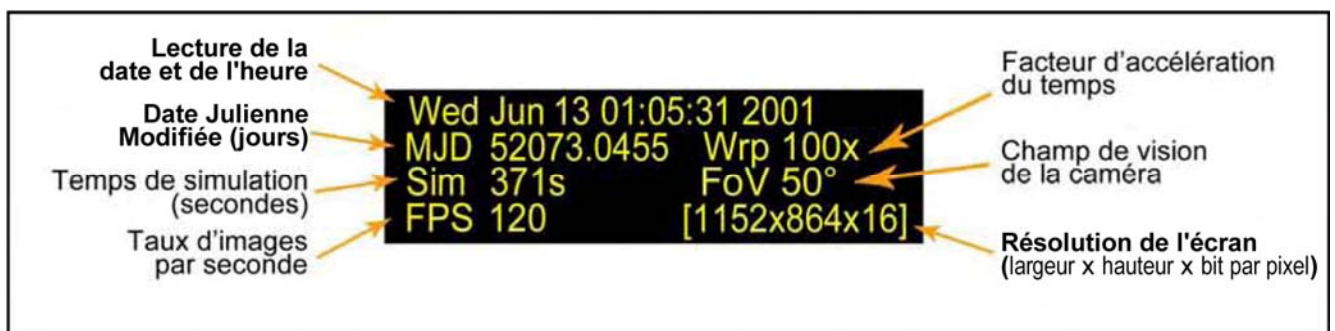 Lecture de la
date et de l'heure
Date Julienne
Modifiée (jours)
Temps de simulation
(secondes)
Taux d'images
par seconde
Wed Jun 13 01:05:31 2001
MJD 52073.0455 Wrp 100x
Sim 371s FoV 50°
FPS 120 [1152x864x16]
Facteur d'accélération
du temps
Champ de vision
de la caméra
Résolution de l'écran
(largeur x hauteur x bit par pixel)